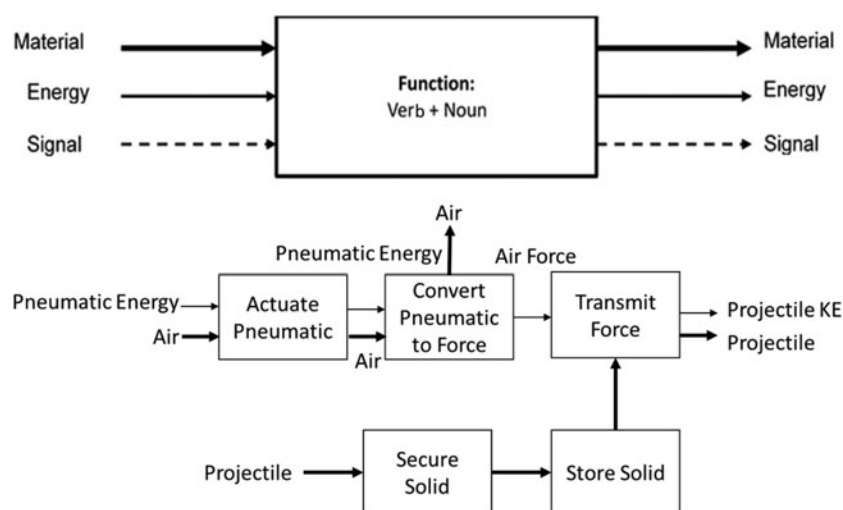 Material
Energy
Signal
Function:
Verb + Noun
Material
Energy
Signal
Air
Pneumatic Energy
Air Force
Pneumatic Energy
Air
Actuate
Pneumatic
Air
Convert
Pneumatic
to Force
Transmit
Force
Projectile KE
Projectile
Projectile
Secure
Solid
Store Solid